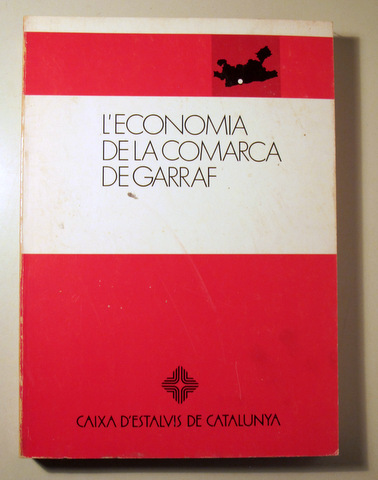 L'ECONOMIA
DE LA COMARCA
DE GARRAF
CAIXA D'ESTALVIS DE CATALUNYA